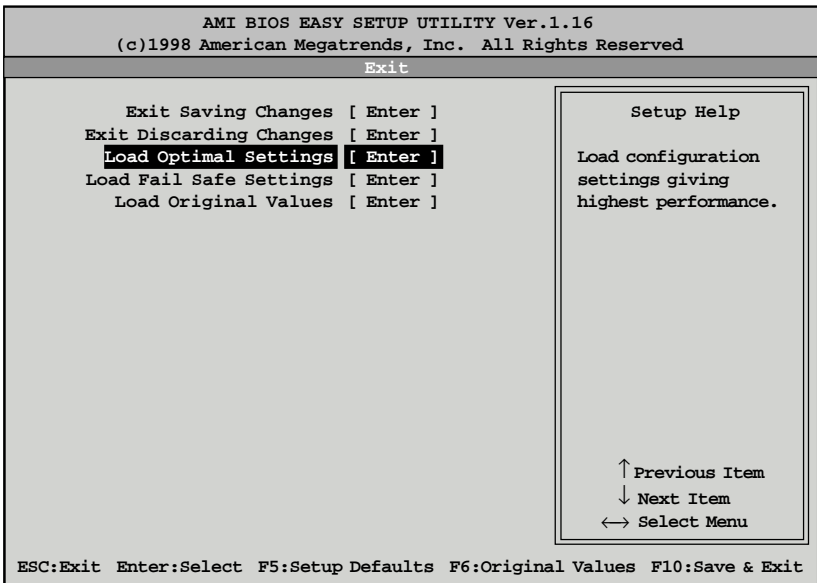 AMI BIOS EASY SETUP UTILITY Ver.1.16
(c)1998 American Megatrends, Inc. All Rights Reserved
Exit
Exit Saving Changes [ Enter ]
Exit Discarding Changes [ Enter ]
Load Optimal Settings [ Enter ]
Load Fail Safe Settings [ Enter ]
Load Original Values [ Enter ]
Setup Help
Load configuration
settings giving
highest performance.
↑ Previous Item
↓ Next Item
↔ Select Menu
ESC:Exit Enter:Select F5:Setup Defaults F6:Original Values F10:Save & Exit